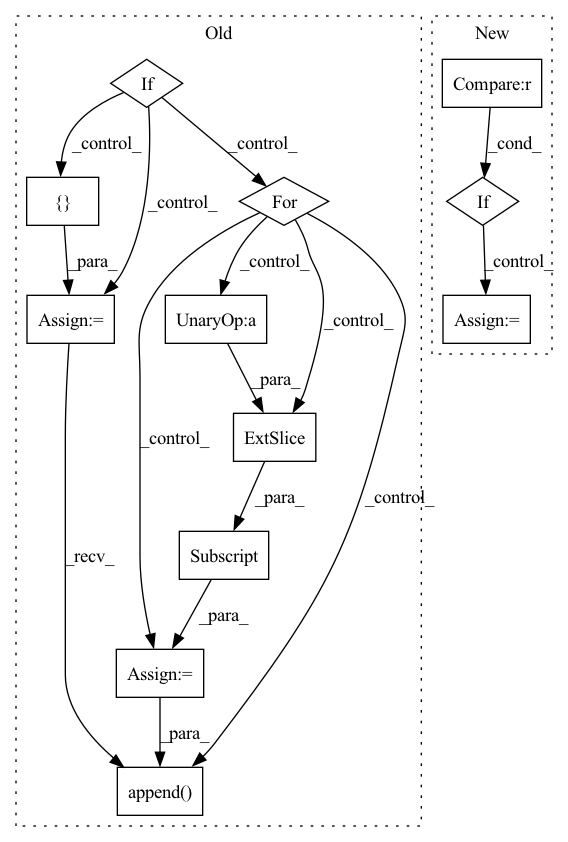 Old
New
If
Compare:r
_control_
_control_
_control_
_cond_
{}
For
If
_para_
_control_
_control_
_control_
Assign:=
UnaryOp:a
Assign:=
_control_
_para_
_control_
ExtSlice
_recv_
_para_
Subscript
_para_
Assign:=
_para_
append()